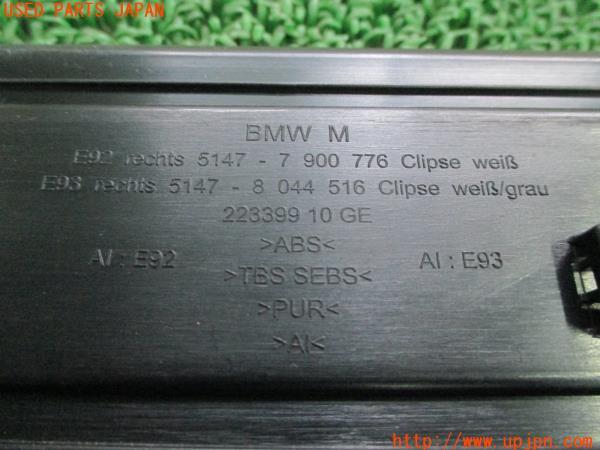 USED PARTS JAPAN
BMW M
E92 rechts 5147 - 7 900 776 Clipse weiß
E93 rechts 5147 - 8 044 516 Clipse weiß/grau
223399 10 GE
>ABS<
AI : E92
AI : E93
>TBS SEBS<
>PUR<
>AI<
http://www.upjpn.com/